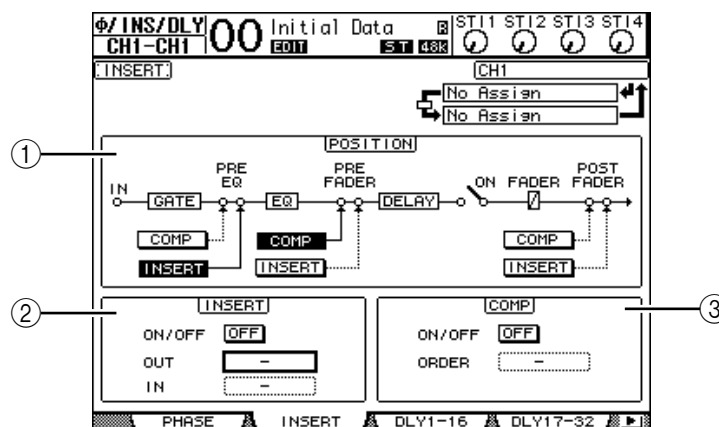 Φ/ INS/DLY 00 Initial Data R STI1 STI2 STI3 STI4
CH1-CH1 EDIT ST 48k
INSERT CH1
No Assign
No Assign
① POSITION
PRE EQ PRE FADER POST FADER
IN GATE EQ DELAY ON FADER
COMP COMP COMP
INSERT INSERT INSERT
② INSERT COMP ③
ON/OFF OFF ON/OFF OFF
OUT - ORDER -
IN -
PHASE INSERT DLY1-16 DLY17-32